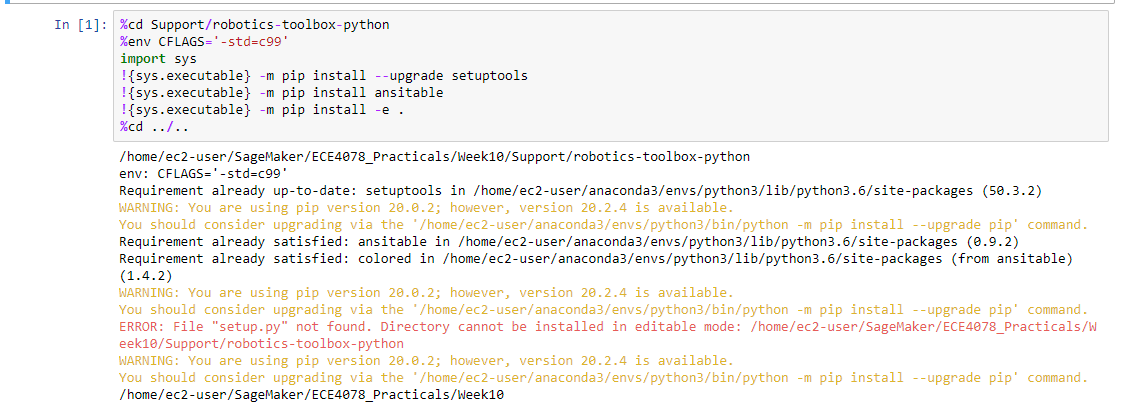 In [1]: %cd Support/robotics-toolbox-python
%env CFLAGS='-std=c99'
import sys
!{sys.executable} -m pip install --upgrade setuptools
!{sys.executable} -m pip install ansitable
!{sys.executable} -m pip install -e .
%cd ../..
/home/ec2-user/SageMaker/ECE4078_Practicals/Week10/Support/robotics-toolbox-python
env: CFLAGS='-std=c99'
Requirement already up-to-date: setuptools in /home/ec2-user/anaconda3/envs/python3/lib/python3.6/site-packages (50.3.2)
WARNING: You are using pip version 20.0.2; however, version 20.2.4 is available.
You should consider upgrading via the '/home/ec2-user/anaconda3/envs/python3/bin/python -m pip install --upgrade pip' command.
Requirement already satisfied: ansitable in /home/ec2-user/anaconda3/envs/python3/lib/python3.6/site-packages (0.9.2)
Requirement already satisfied: colored in /home/ec2-user/anaconda3/envs/python3/lib/python3.6/site-packages (from ansitable)
(1.4.2)
WARNING: You are using pip version 20.0.2; however, version 20.2.4 is available.
You should consider upgrading via the '/home/ec2-user/anaconda3/envs/python3/bin/python -m pip install --upgrade pip' command.
ERROR: File "setup.py" not found. Directory cannot be installed in editable mode: /home/ec2-user/SageMaker/ECE4078_Practicals/W
eek10/Support/robotics-toolbox-python
WARNING: You are using pip version 20.0.2; however, version 20.2.4 is available.
You should consider upgrading via the '/home/ec2-user/anaconda3/envs/python3/bin/python -m pip install --upgrade pip' command.
/home/ec2-user/SageMaker/ECE4078_Practicals/Week10